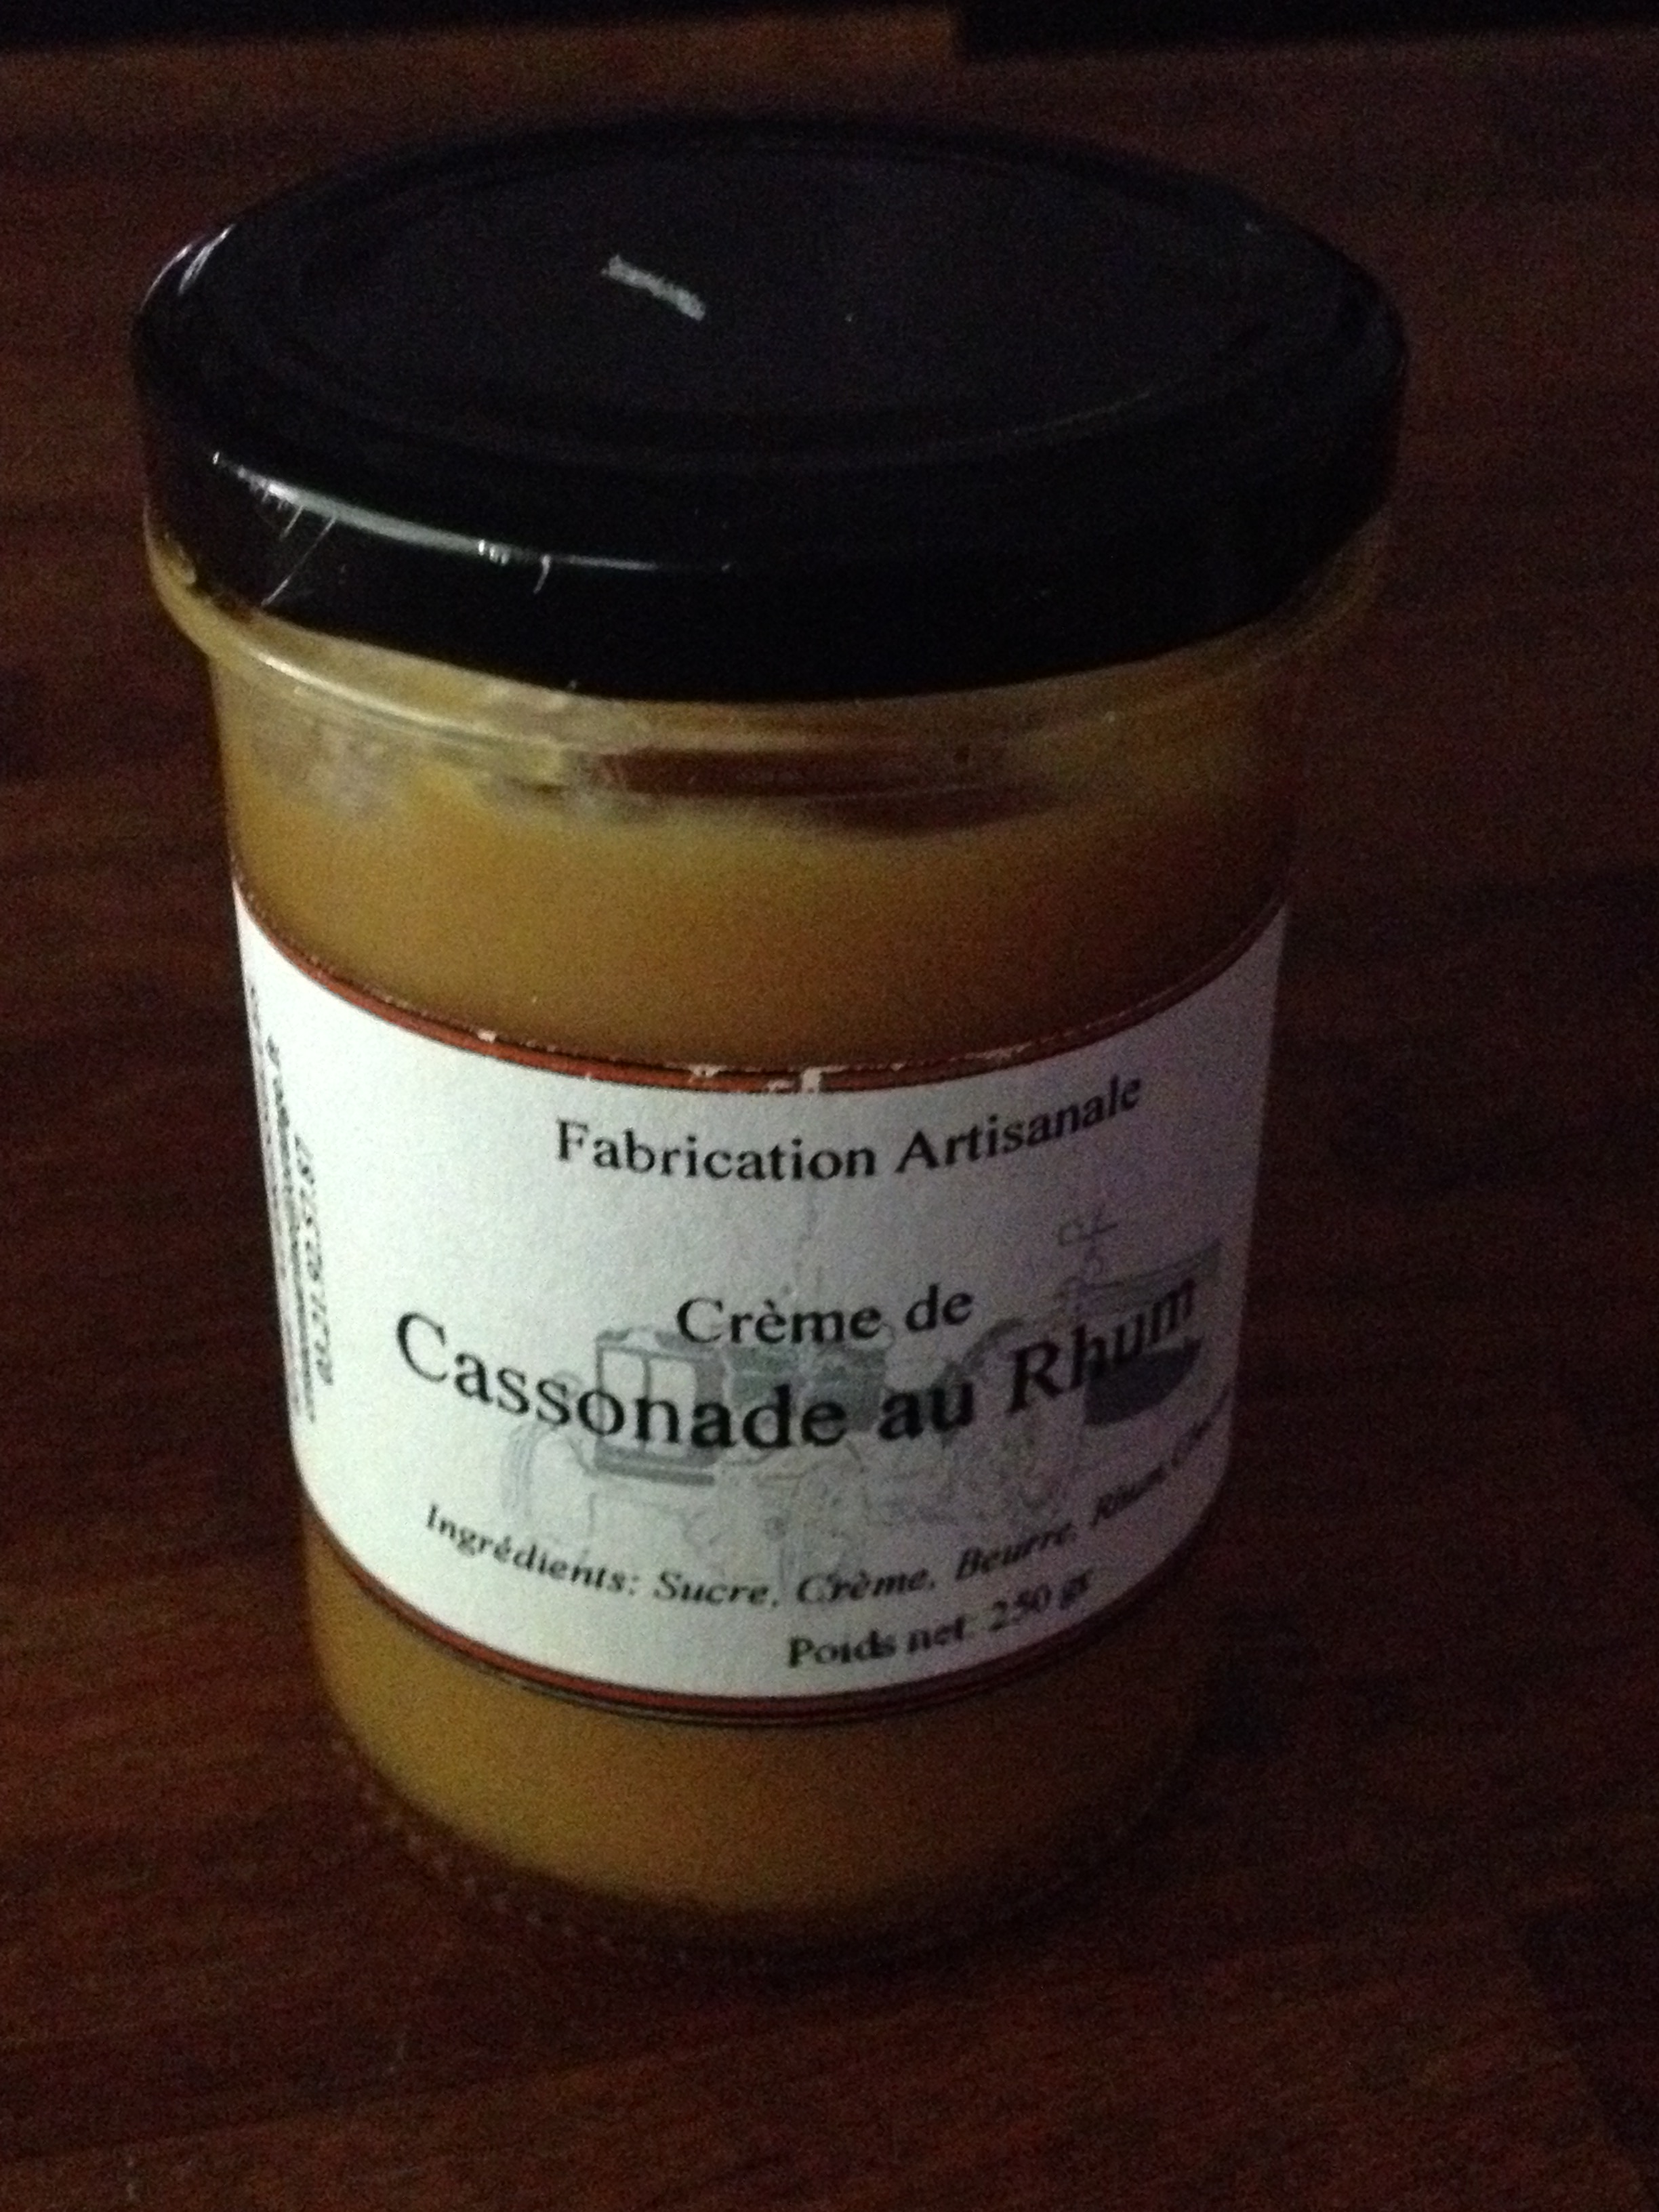 Fabrication Artisanale
Crème de
Cassonade au Rhum
Ingrédients: Sucre, Crème, Beurre, Rhum,
Poids net: 250 gr